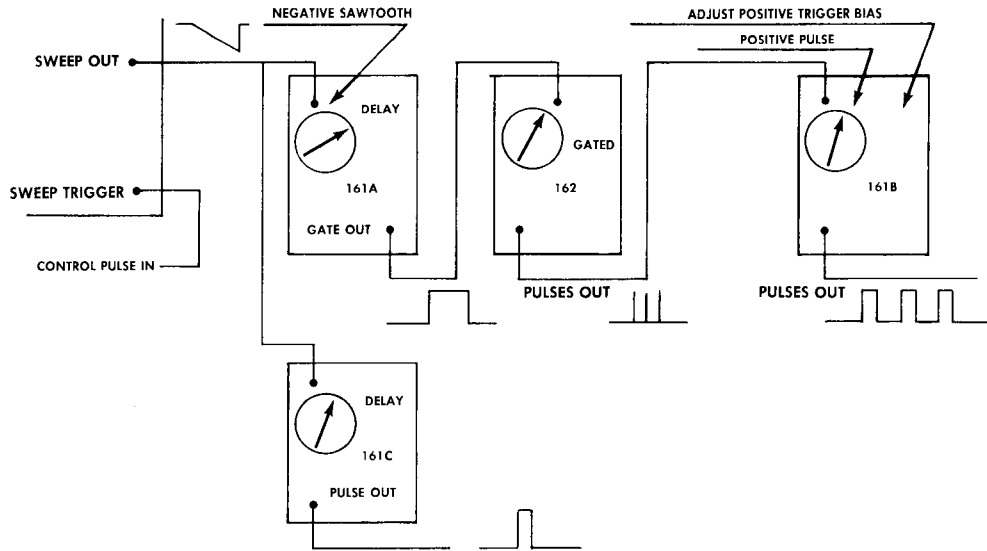 NEGATIVE SAWTOOTH
ADJUST POSITIVE TRIGGER BIAS
POSITIVE PULSE
SWEEP OUT
DELAY
GATED
161A
162
161B
SWEEP TRIGGER
GATE OUT
CONTROL PULSE IN
PULSES OUT
PULSES OUT
DELAY
161C
PULSE OUT